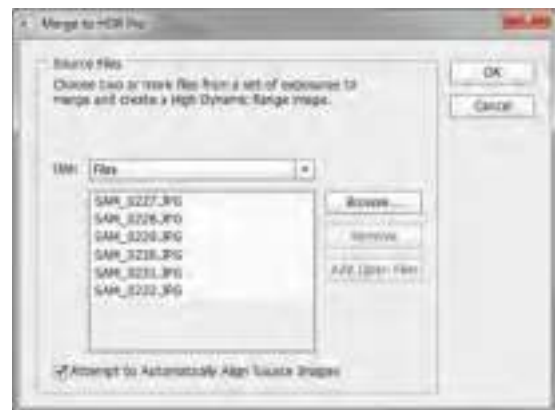 Merge to HDR Pro
Source Files
Choose two or more files from a set of exposures to
merge and create a High Dynamic Range image.
OK
Cancel
Use: Files
SAM_0227.JPG
Browse...
Remove
Add Open Files
Attempt to Automatically Align Source Images